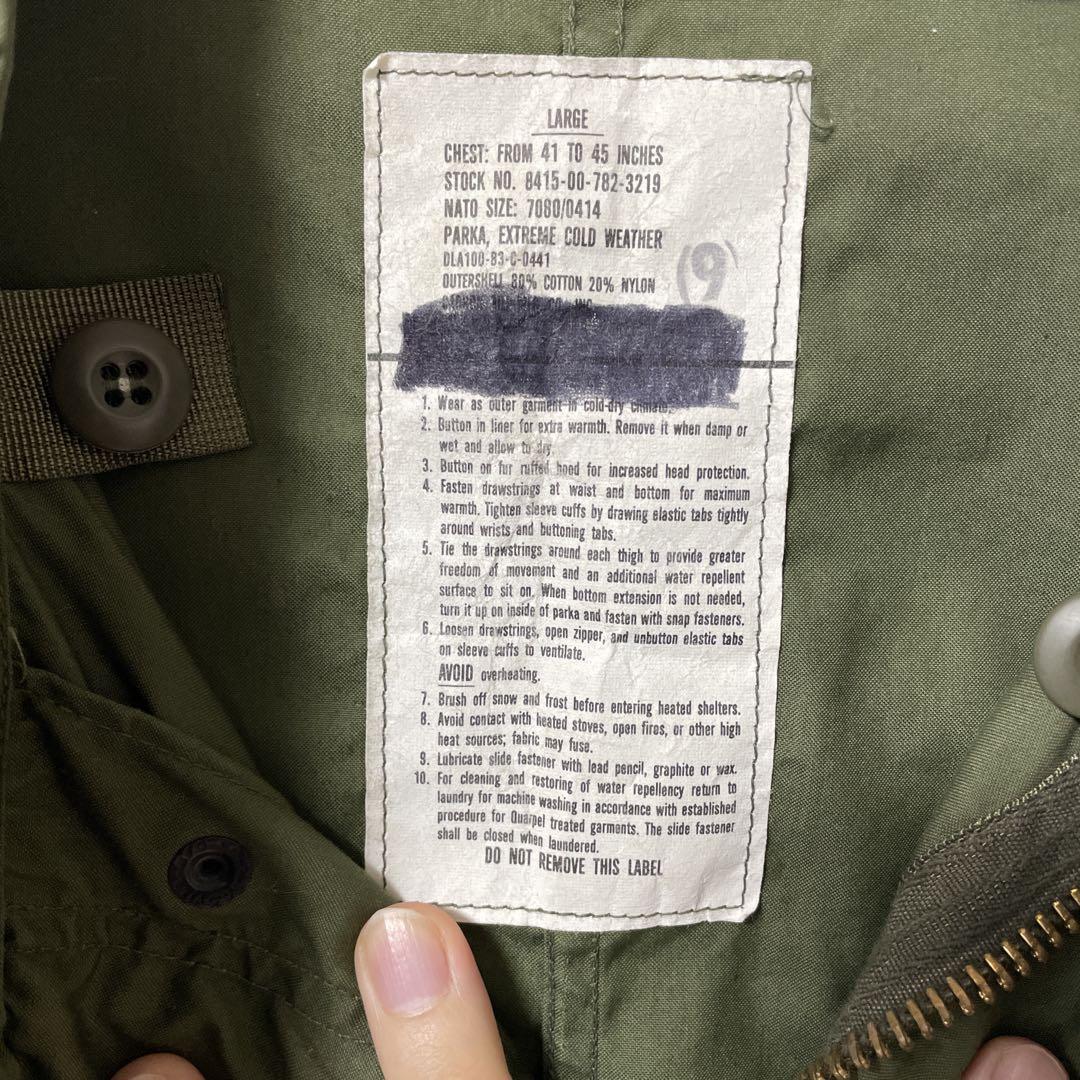 LARGE
CHEST: FROM 41 TO 45 INCHES
STOCK NO. 8415-00-782-3219
NATO SIZE: 7080/0414
PARKA, EXTREME COLD WEATHER
DLA100-83-C-0441
(9)
OUTERSHELL 80% COTTON 20% NYLON
INC
1. Wear as outer garment in cold-dry climate.
2. Button in liner for extra warmth. Remove it when damp or
wet and allow to dry.
3. Button on fur ruffed hood for increased head protection.
4. Fasten drawstrings at waist and bottom for maximum
warmth. Tighten sleeve cuffs by drawing elastic tabs tightly
around wrists and buttoning tabs.
5. Tie the drawstrings around each thigh to provide greater
freedom of movement and an additional water repellent
surface to sit on. When bottom extension is not needed,
turn it up on inside of parka and fasten with snap fasteners.
6. Loosen drawstrings, open zipper, and unbutton elastic tabs
on sleeve cuffs to ventilate.
AVOID overheating.
7. Brush off snow and frost before entering heated shelters.
8. Avoid contact with heated stoves, open fires, or other high
heat sources; fabric may fuse.
9. Lubricate slide fastener with lead pencil, graphite or wax.
10. For cleaning and restoring of water repellency return to
laundry for machine washing in accordance with established
procedure for Quarpel treated garments. The slide fastener
shall be closed when laundered.
DO NOT REMOVE THIS LABEL